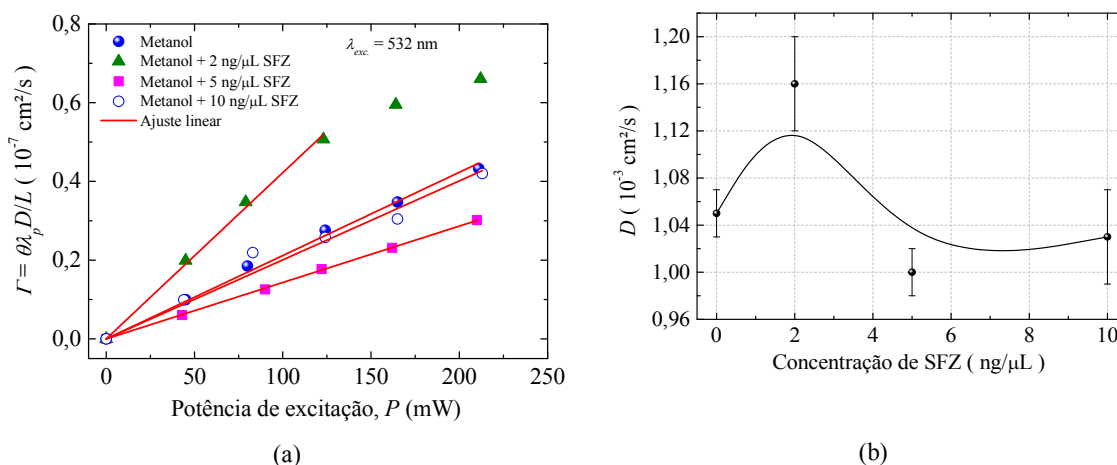 0,8
0,6
0,4
0,2
0,0
Γ = θλ_p D/L ( 10⁻⁷ cm²/s )
Metanol
Metanol + 2 ng/μL SFZ
Metanol + 5 ng/μL SFZ
Metanol + 10 ng/μL SFZ
Ajuste linear
λ_exc. = 532 nm
0 50 100 150 200 250
Potência de excitação, P (mW)
(a)
1,20
1,16
1,12
1,08
1,04
1,00
0,96
D ( 10⁻³ cm²/s )
0 2 4 6 8 10
Concentração de SFZ ( ng/μL )
(b)